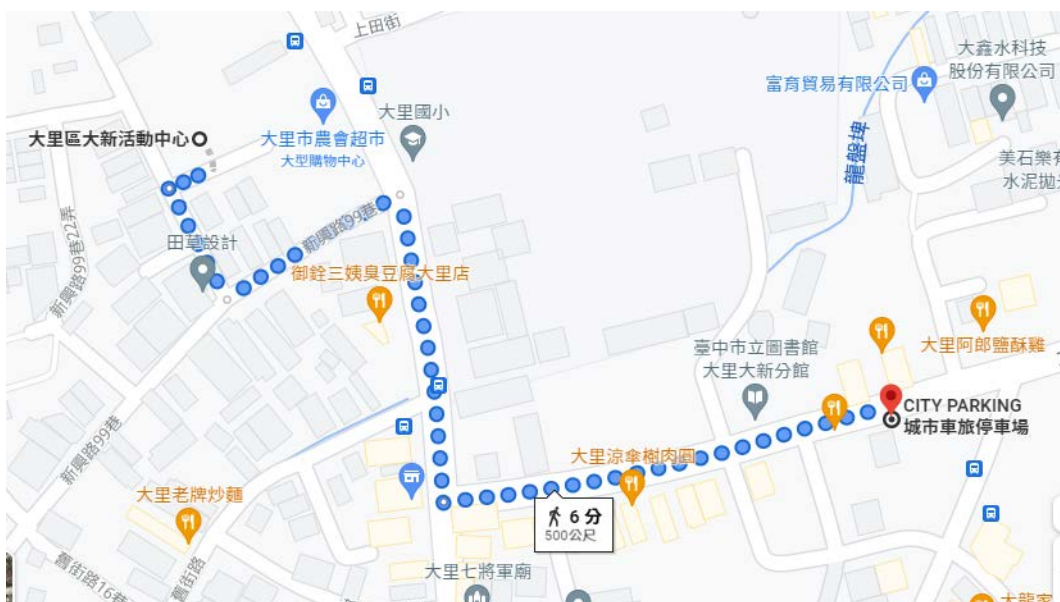 上田街
大鑫水科技
股份有限公司
富育貿易有限公司
大里國小
大里區大新活動中心
大里市農會超市
大型購物中心
龍盤埤
美石樂有
水泥拋光
新興路99巷22弄
新興路99巷
田草設計
御銓三姨臭豆腐大里店
臺中市立圖書館
大里大新分館
大里阿郎鹽酥雞
CITY PARKING
城市車旅停車場
新興路99巷
大里涼傘樹肉圓
大里老牌炒麵
6 分
500公尺
舊街路16巷
舊街路
大里七將軍廟
大龍家